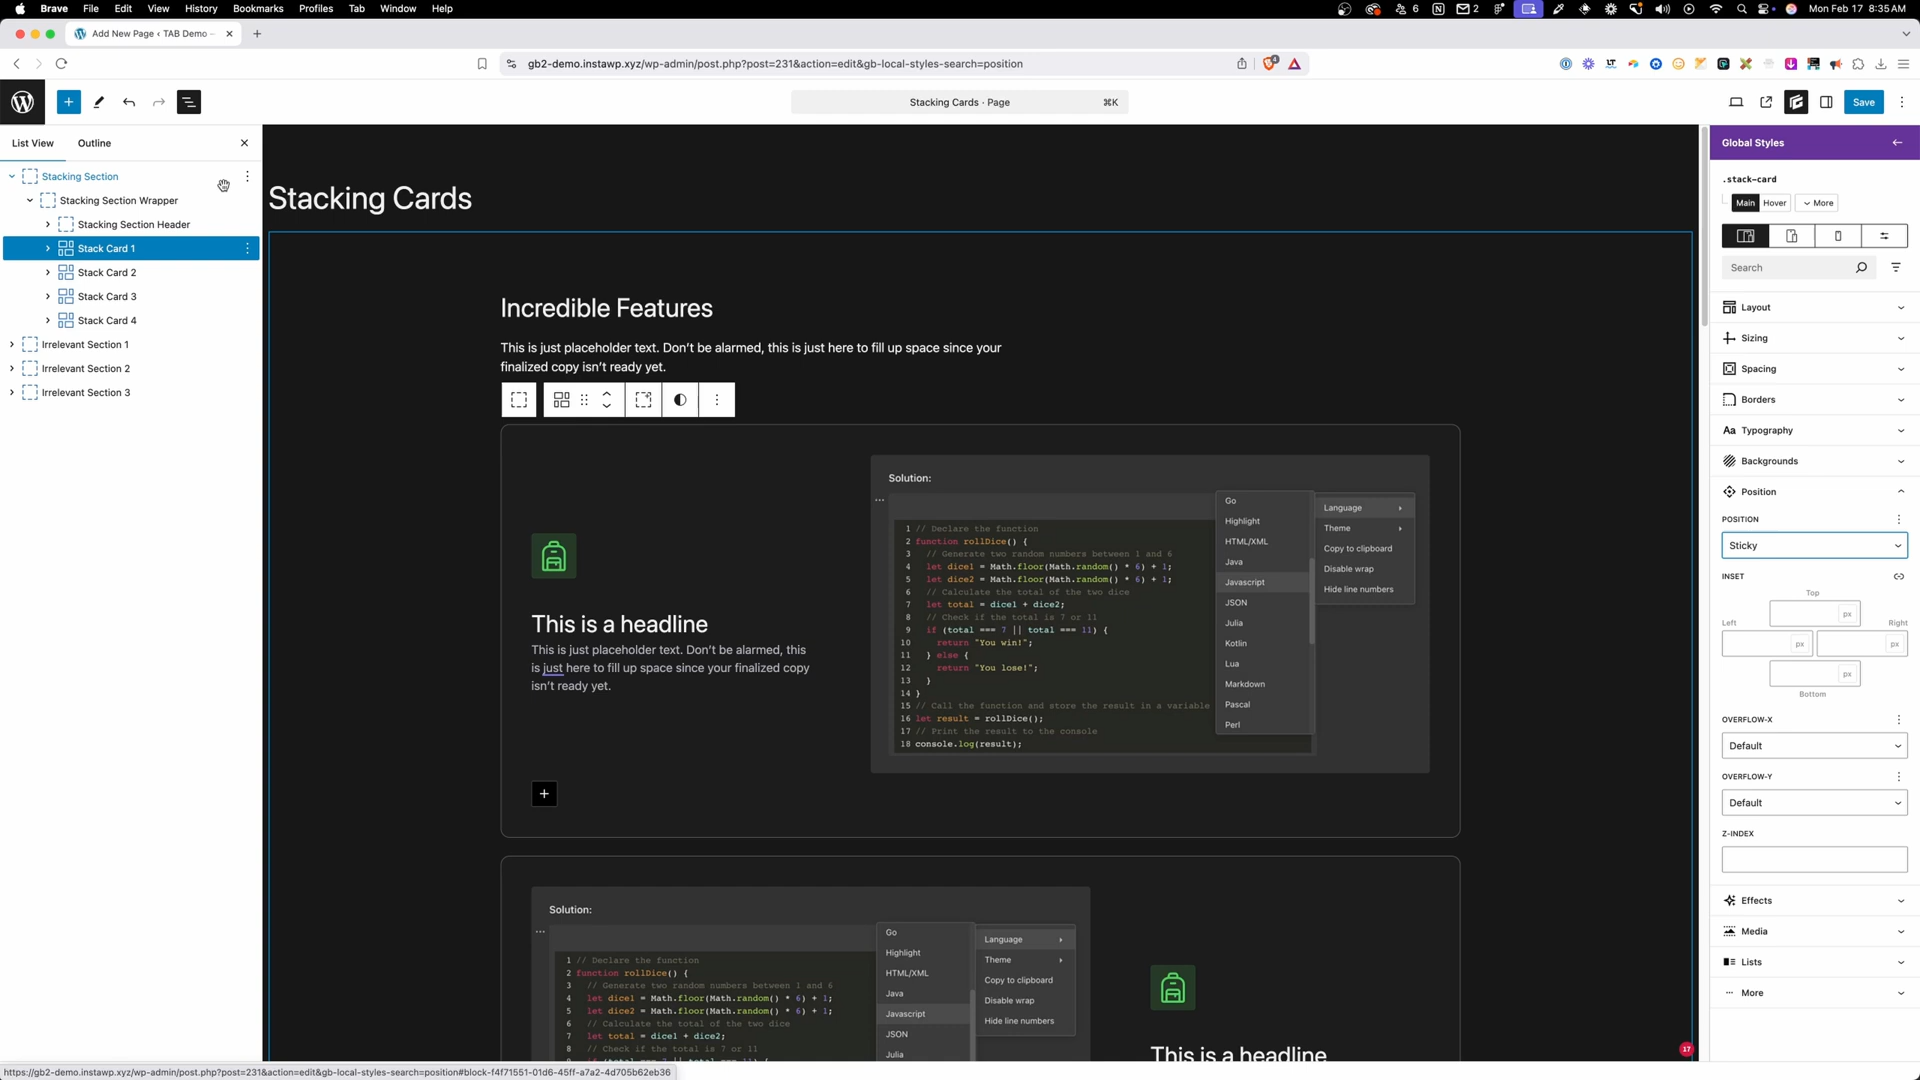 Brave File Edit View History Bookmarks Profiles Tab Window Help
6
2
Mon Feb 17 8:35 AM
Add New Page ‹ TAB Demo –
gb2-demo.instawp.xyz/wp-admin/post.php?post=231&action=edit&gb-local-styles-search=position
Stacking Cards · Page ⌘K
Save
List View Outline
Stacking Section
Stacking Section Wrapper
Stacking Section Header
Stack Card 1
Stack Card 2
Stack Card 3
Stack Card 4
Irrelevant Section 1
Irrelevant Section 2
Irrelevant Section 3
Stacking Cards
Incredible Features
This is just placeholder text. Don't be alarmed, this is just here to fill up space since your
finalized copy isn't ready yet.
This is a headline
This is just placeholder text. Don't be alarmed, this
is just here to fill up space since your finalized copy
isn't ready yet.
Solution:
1 // Declare the function
2 function rollDice() {
3 // Generate two random numbers between 1 and 6
4 let dice1 = Math.floor(Math.random() * 6) + 1;
5 let dice2 = Math.floor(Math.random() * 6) + 1;
6 // Calculate the total of the two dice
7 let total = dice1 + dice2;
8 // Check if the total is 7 or 11
9 if (total === 7 || total === 11) {
10 return "You win!";
11 } else {
12 return "You lose!";
13 }
14 }
15 // Call the function and store the result in a variable
16 let result = rollDice();
17 // Print the result to the console
18 console.log(result);
Go
Highlight
HTML/XML
Java
Javascript
JSON
Julia
Kotlin
Lua
Markdown
Pascal
Perl
Language
Theme
Copy to clipboard
Disable wrap
Hide line numbers
Solution:
1 // Declare the function
2 function rollDice() {
3 // Generate two random numbers between 1 and 6
4 let dice1 = Math.floor(Math.random() * 6) + 1;
5 let dice2 = Math.floor(Math.random() * 6) + 1;
6 // Calculate the total of the two dice
7 let total = dice1 + dice2;
8 // Check if the total is 7 or 11
Go
Highlight
HTML/XML
Java
Javascript
JSON
Julia
Language
Theme
Copy to clipboard
Disable wrap
Hide line numbers
This is a headline
17
Global Styles
.stack-card
Main Hover More
Search
Layout
Sizing
Spacing
Borders
Aa Typography
Backgrounds
Position
POSITION
Sticky
INSET
Top
px
Left Right
px px
px
Bottom
OVERFLOW-X
Default
OVERFLOW-Y
Default
Z-INDEX
Effects
Media
Lists
More
https://gb2-demo.instawp.xyz/wp-admin/post.php?post=231&action=edit&gb-local-styles-search=position#block-f4f71551-01d6-45ff-a7a2-4d705b62eb36